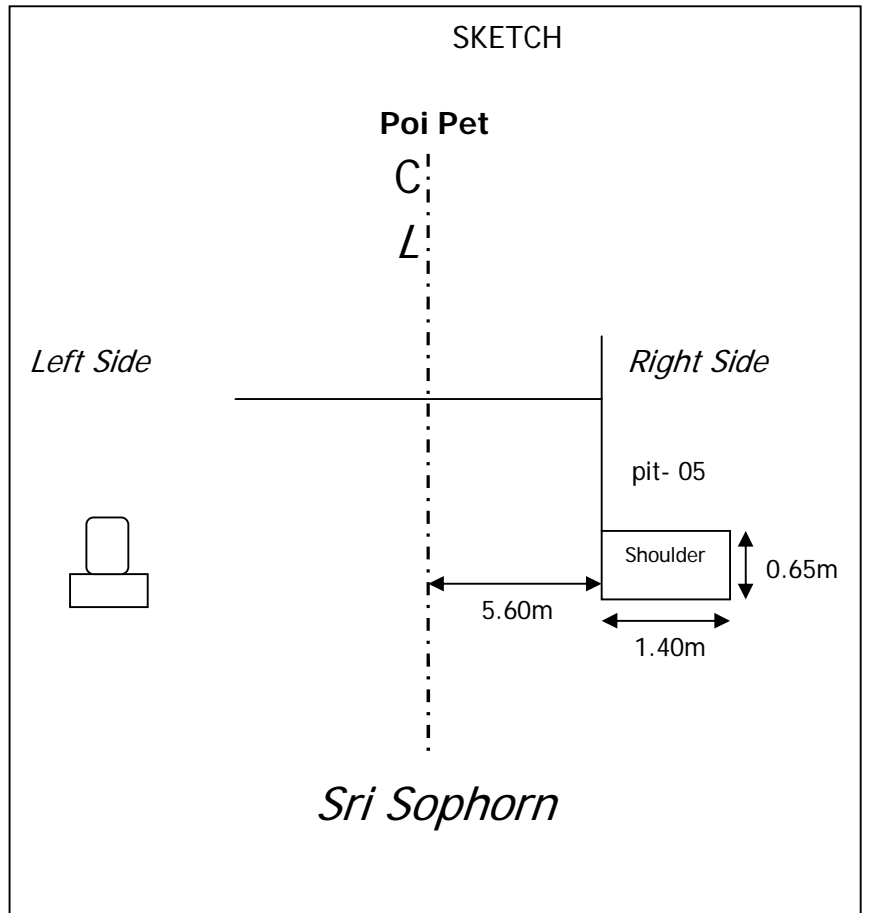 SKETCH
Poi Pet
C
L
Left Side
Right Side
pit- 05
Shoulder
0.65m
5.60m
1.40m
Sri Sophorn